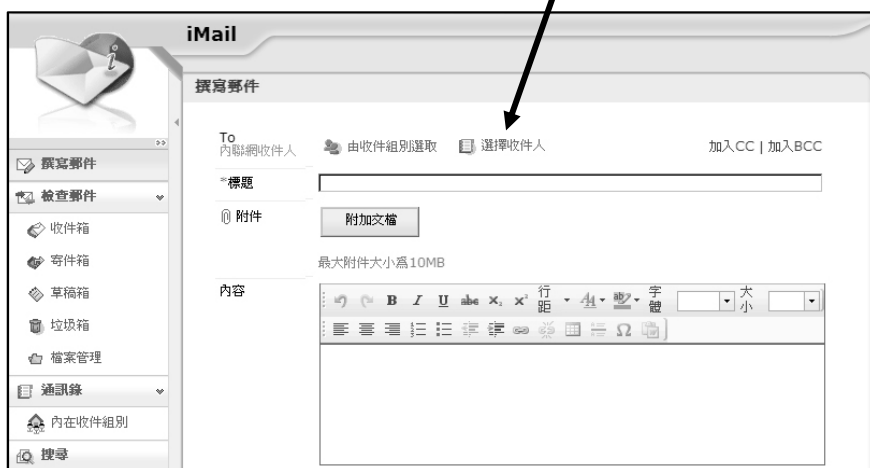 iMail
撰寫郵件
To
內聯網收件人
由收件組別選取 選擇收件人 加入CC | 加入BCC
*標題
附件 附加文檔
最大附件大小爲10MB
內容
B I U abc x₂ x² 行距 字體 大小
Ω
撰寫郵件
檢查郵件
收件箱
寄件箱
草稿箱
垃圾箱
檔案管理
通訊錄
內在收件組別
搜尋